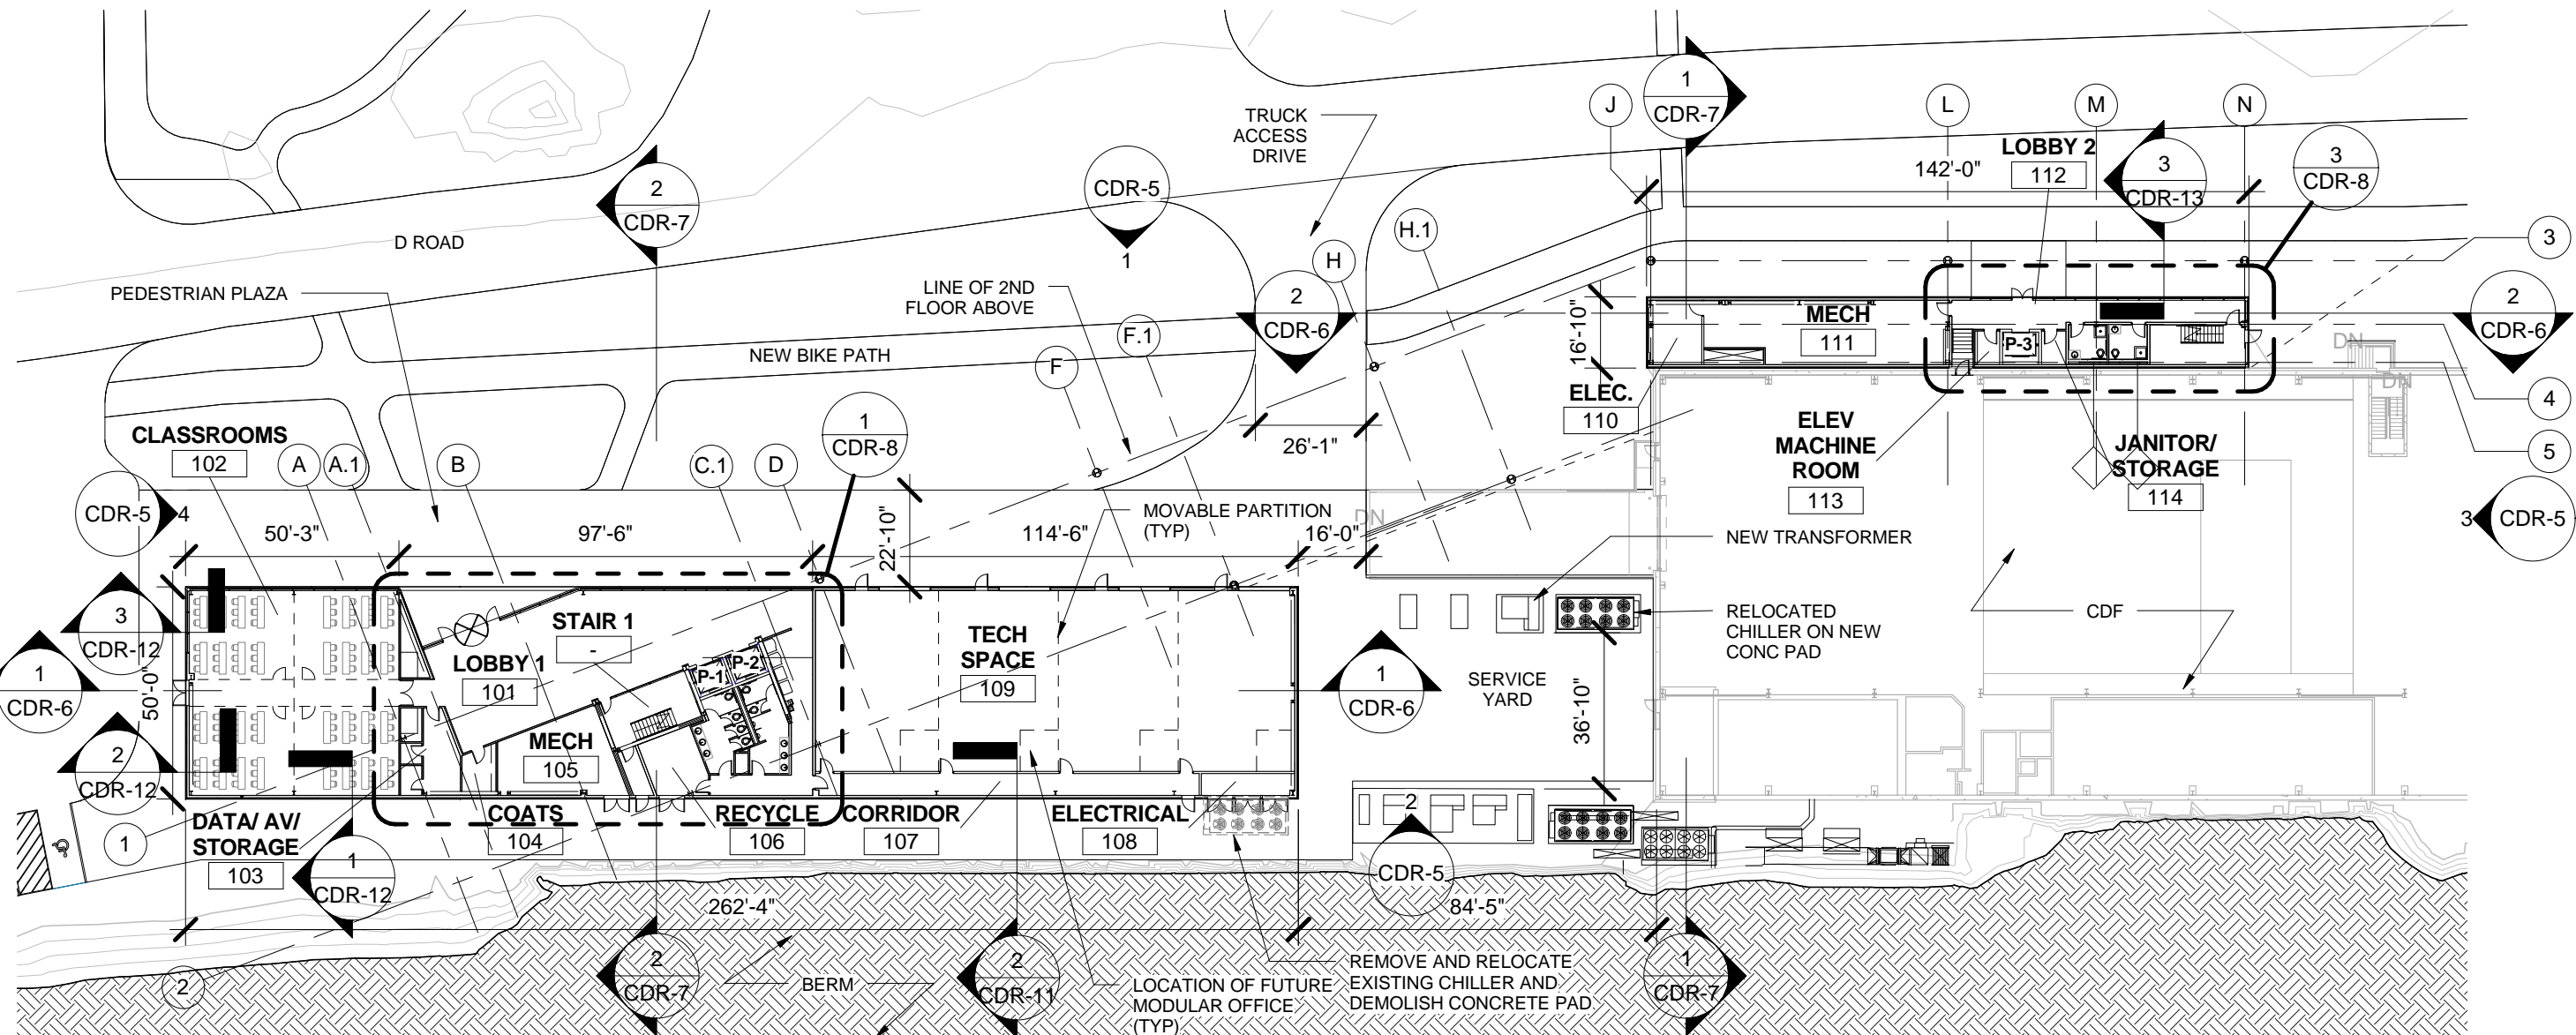 1
CDR-7
J
L
M
N
TRUCK
ACCESS
DRIVE
LOBBY 2
112
142'-0"
3
CDR-13
3
CDR-8
2
CDR-7
CDR-5
1
D ROAD
H.1
H
3
PEDESTRIAN PLAZA
LINE OF 2ND
FLOOR ABOVE
2
CDR-6
2
CDR-6
16'-10"
MECH
111
P-3
DN
DN
F.1
F
NEW BIKE PATH
ELEC.
110
4
5
CLASSROOMS
102
A
A.1
B
C.1
D
1
CDR-8
26'-1"
ELEV
MACHINE
ROOM
113
JANITOR/
STORAGE
114
CDR-5
4
3
CDR-5
50'-3"
97'-6"
22'-10"
114'-6"
16'-0"
MOVABLE PARTITION
(TYP)
DN
NEW TRANSFORMER
3
CDR-12
1
CDR-6
50'-0"
2
CDR-12
STAIR 1
-
LOBBY 1
101
P-1
P-2
TECH
SPACE
109
1
CDR-6
SERVICE
YARD
RELOCATED
CHILLER ON NEW
CONC PAD
CDF
36'-10"
MECH
105
DATA/ AV/
STORAGE
103
COATS
104
RECYCLE
106
CORRIDOR
107
ELECTRICAL
108
1
1
CDR-12
2
CDR-5
262'-4"
84'-5"
2
2
CDR-7
BERM
2
CDR-11
LOCATION OF FUTURE
MODULAR OFFICE
(TYP)
REMOVE AND RELOCATE
EXISTING CHILLER AND
DEMOLISH CONCRETE PAD
1
CDR-7